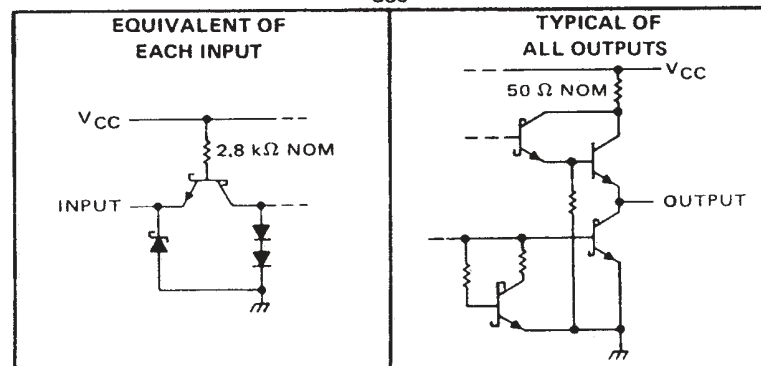 EQUIVALENT OF
EACH INPUT
VCC
2.8 kΩ NOM
INPUT
TYPICAL OF
ALL OUTPUTS
VCC
50 Ω NOM
OUTPUT